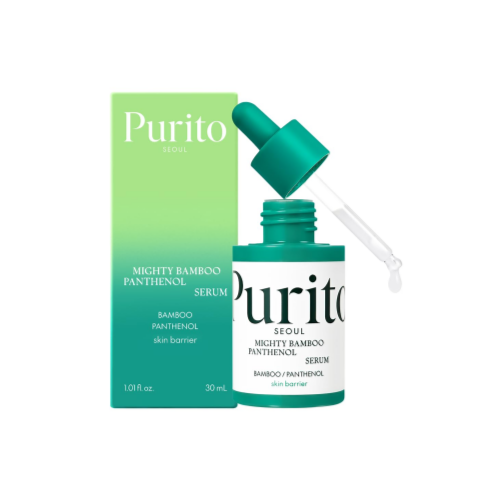 Purito
SEOUL
MIGHTY BAMBOO
PANTHENOL
SERUM
BAMBOO
PANTHENOL
skin barrier
1.01 fl. oz. 30 mL
Purito
SEOUL
MIGHTY BAMBOO
PANTHENOL
SERUM
BAMBOO / PANTHENOL
skin barrier